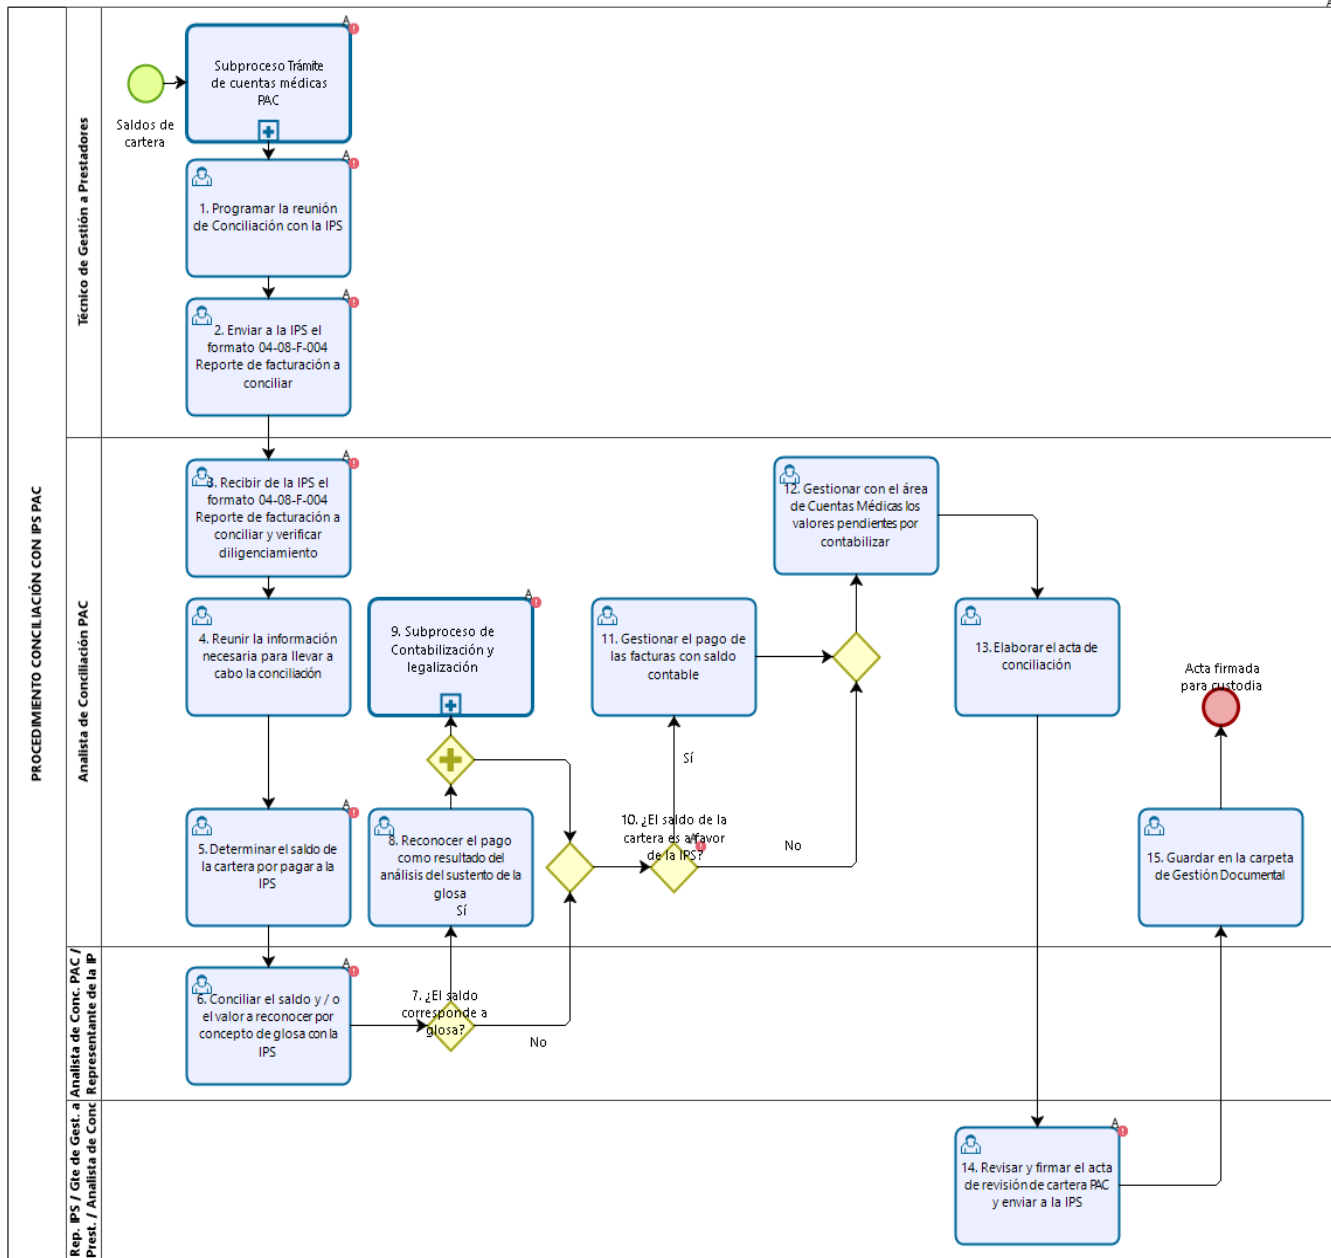 PROCEDIMIENTO CONCILIACIÓN CON IPS PAC
Técnico de Gestión a Prestadores
Saldos de
cartera
Subproceso Trámite
de cuentas médicas
PAC
A
1. Programar la reunión
de Conciliación con la IPS
A
2. Enviar a la IPS el
formato 04-08-F-004
Reporte de facturación a
conciliar
A
Analista de Conciliación PAC
3. Recibir de la IPS el
formato 04-08-F-004
Reporte de facturación a
conciliar y verificar
diligenciamiento
A
4. Reunir la información
necesaria para llevar a
cabo la conciliación
5. Determinar el saldo de
la cartera por pagar a la
IPS
A
8. Reconocer el pago
como resultado del
análisis del sustento de la
glosa
Sí
9. Subproceso de
Contabilización y
legalización
A
10. ¿El saldo de la
cartera es a favor
de la IPS?
A
Sí
No
11. Gestionar el pago de
las facturas con saldo
contable
12. Gestionar con el área
de Cuentas Médicas los
valores pendientes por
contabilizar
13. Elaborar el acta de
conciliación
15. Guardar en la carpeta
de Gestión Documental
Acta firmada
para custodia
Analista de Conc. PAC /
Representante de la IP
6. Conciliar el saldo y / o
el valor a reconocer por
concepto de glosa con la
IPS
A
7. ¿El saldo
corresponde a
glosa?
No
Rep. IPS / Gte de Gest. a
Prest. / Analista de Conc
14. Revisar y firmar el acta
de revisión de cartera PAC
y enviar a la IPS
A